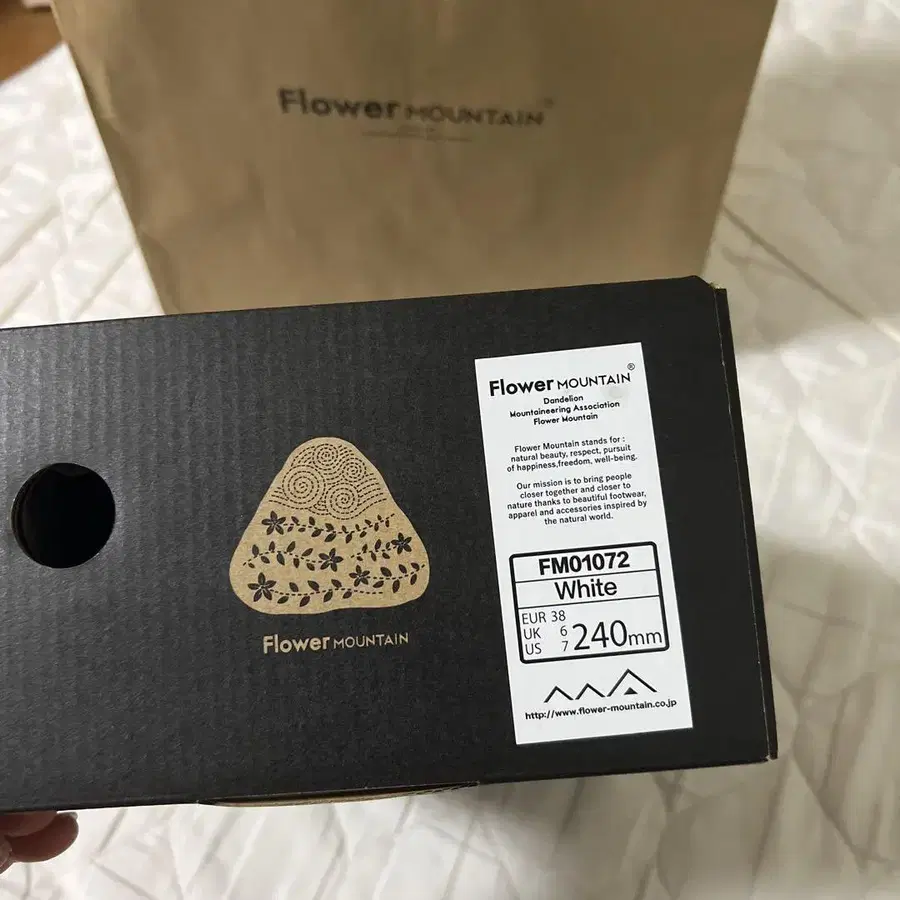 Flower MOUNTAIN®
Flower MOUNTAIN®
Dandelion
Mountaineering Association
Flower Mountain
Flower Mountain stands for :
natural beauty, respect, pursuit
of happiness,freedom, well-being.
Our mission is to bring people
closer together and closer to
nature thanks to beautiful footwear,
apparel and accessories inspired by
the natural world.
FM01072
White
EUR 38
UK 6
US 7
240mm
http://www.flower-mountain.co.jp
Flower MOUNTAIN